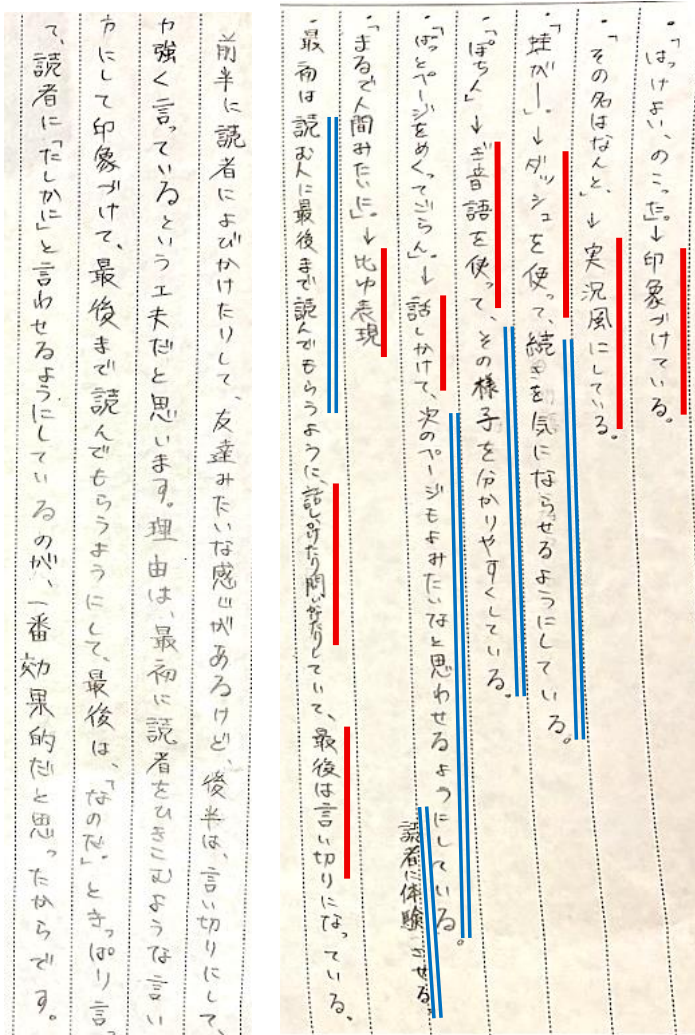 ・「はっけよい、のこった。」→印象づけている。
・「その名はなんと、」→実況風にしている。
・「蛙が―。」→ダッシュを使って、続きを気にならせるようにしている。
・「ぽちん」→ぎ音語を使って、その様子を分かりやすくしている。
・「ぱっとページをめくってごらん。」→話しかけて、次のページもよみたいなと思わせるようにしている。
読者に体験させる。
・「まるで人間みたいに」。→比ゆ表現
・最初は読む人に最後まで読んでもらうように、話しかけたり問いかけたりしていて、最後は言い切りになっている。
前半に読者によびかけたりして、友達みたいな感じがあるけど、後半は、言い切りにして、
力強く言っているという工夫だと思います。理由は、最初に読者をひきこむような言い
方にして印象づけて、最後まで読んでもらうようにして、最後は、「なのだ。」ときっぱり言っ
て、読者に「たしかに」と言わせるようにしているのが、一番効果的だと思ったからです。